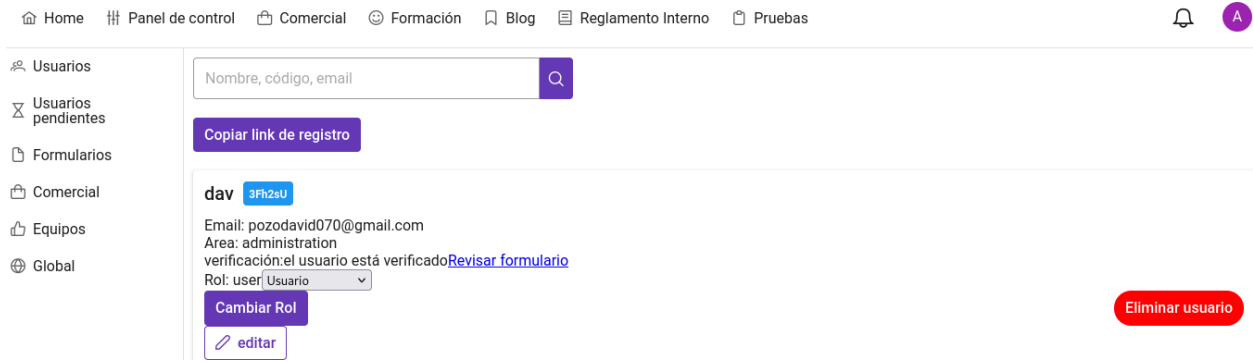 Home Panel de control Comercial Formación Blog Reglamento Interno Pruebas A
Usuarios
Usuarios
pendientes
Formularios
Comercial
Equipos
Global
Nombre, código, email
Copiar link de registro
dav 3Fh2sU
Email: pozodavid070@gmail.com
Area: administration
verificación:el usuario está verificadoRevisar formulario
Rol: user Usuario
Cambiar Rol Eliminar usuario
editar